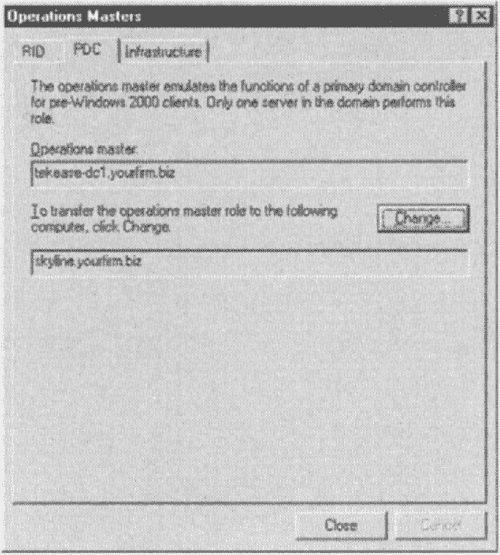 Operations Masters
RID PDC Infrastructure
The operations master emulates the functions of a primary domain controller
for pre-Windows 2000 clients. Only one server in the domain performs this
role.
Operations master:
tekease-dc1.yourfirm.biz
To transfer the operations master role to the following
computer, click Change.
Change...
skyline.yourfirm.biz
Close Cancel